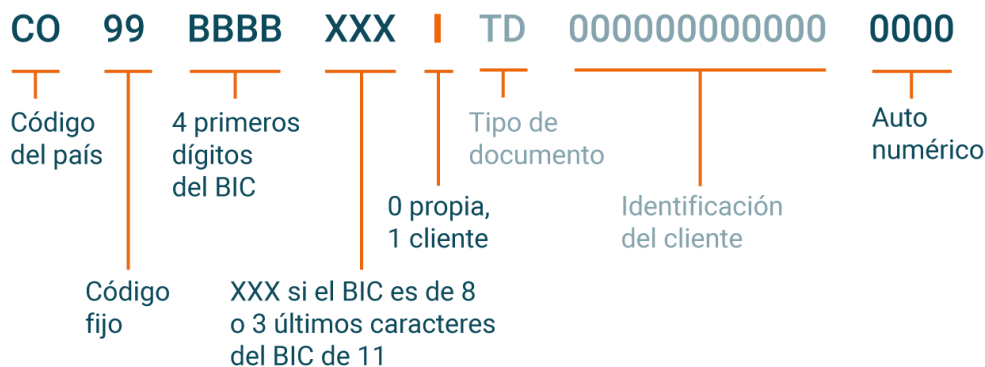 CO 99 BBBB XXX I TD 000000000000 0000
Código
del país
4 primeros
dígitos
del BIC
Tipo de
documento
Auto
numérico
0 propia,
1 cliente
Identificación
del cliente
Código
fijo
XXX si el BIC es de 8
o 3 últimos caracteres
del BIC de 11